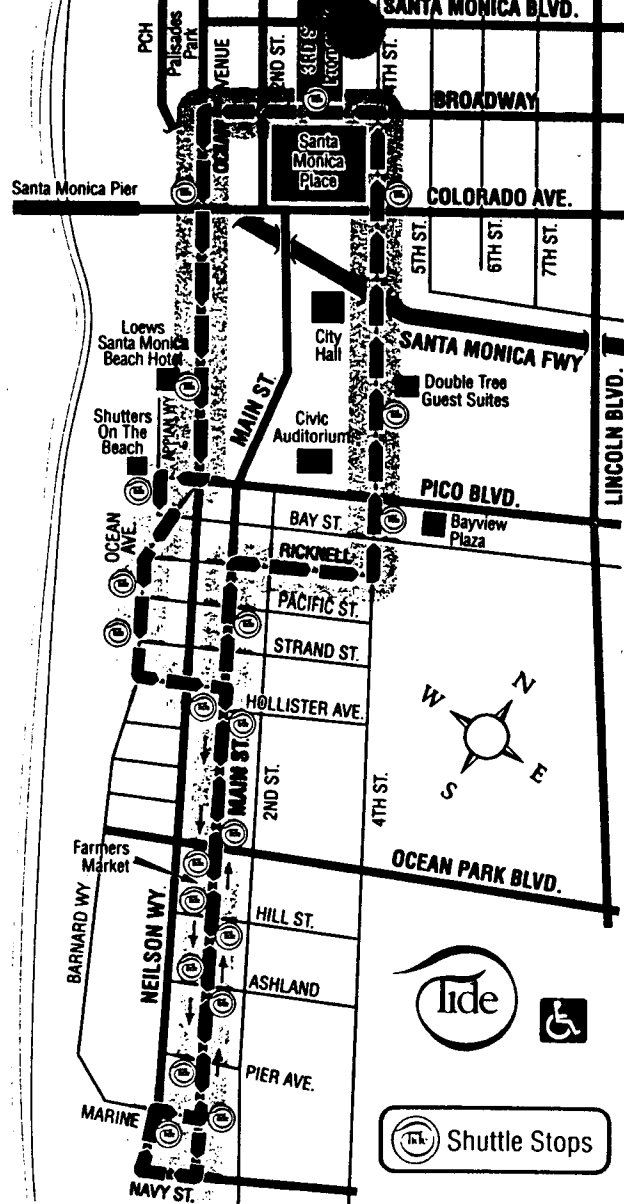 SANTA MONICA BLVD.
PCH
Palisades
Park
2ND ST.
4TH ST.
BROADWAY
Santa
Monica
Place
Santa Monica Pier
COLORADO AVE.
5TH ST.
6TH ST.
7TH ST.
Loews
Santa Monica
Beach Hotel
City
Hall
SANTA MONICA FWY
Double Tree
Guest Suites
LINCOLN BLVD.
MAIN ST.
Shutters
On The
Beach
APPIAN WY
Civic
Auditorium
PICO BLVD.
OCEAN
AVE.
BAY ST.
Bayview
Plaza
RICKNELL
PACIFIC ST.
STRAND ST.
HOLLISTER AVE.
N
W
E
S
MAIN ST.
2ND ST.
4TH ST.
Farmers
Market
OCEAN PARK BLVD.
BARNARD WY
NEILSON WY.
HILL ST.
ASHLAND
Tide
PIER AVE.
MARINE
Tide Shuttle Stops
NAVY ST.